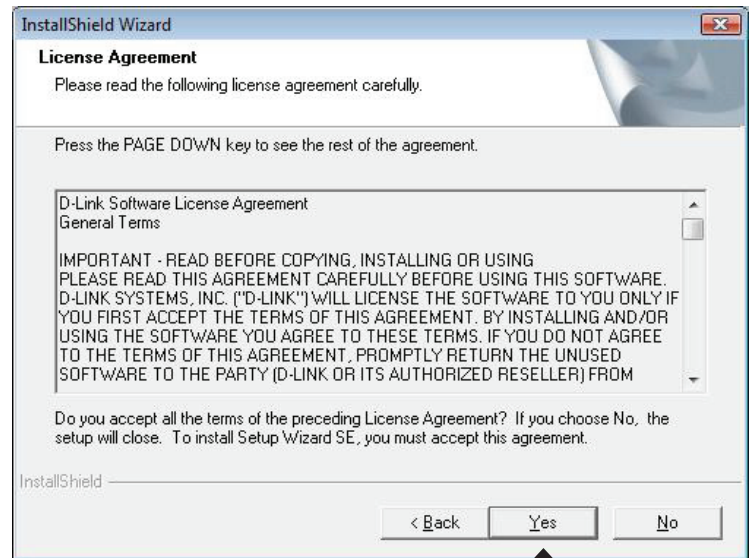 InstallShield Wizard
License Agreement
Please read the following license agreement carefully.
Press the PAGE DOWN key to see the rest of the agreement.
D-Link Software License Agreement
General Terms
IMPORTANT - READ BEFORE COPYING, INSTALLING OR USING
PLEASE READ THIS AGREEMENT CAREFULLY BEFORE USING THIS SOFTWARE.
D-LINK SYSTEMS, INC. ("D-LINK") WILL LICENSE THE SOFTWARE TO YOU ONLY IF
YOU FIRST ACCEPT THE TERMS OF THIS AGREEMENT. BY INSTALLING AND/OR
USING THE SOFTWARE YOU AGREE TO THESE TERMS. IF YOU DO NOT AGREE
TO THE TERMS OF THIS AGREEMENT, PROMPTLY RETURN THE UNUSED
SOFTWARE TO THE PARTY (D-LINK OR ITS AUTHORIZED RESELLER) FROM
Do you accept all the terms of the preceding License Agreement? If you choose No, the
setup will close. To install Setup Wizard SE, you must accept this agreement.
InstallShield
< Back Yes No